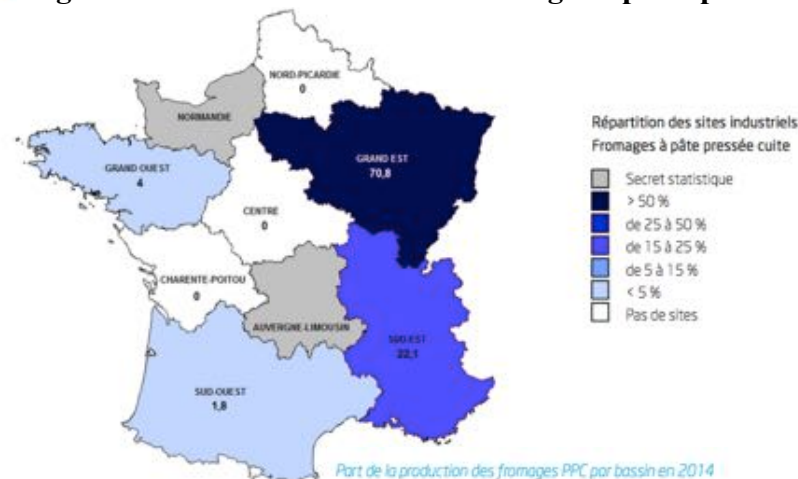 NORD-PICARDIE
0
NORMANDIE
GRAND EST
70,8
GRAND OUEST
4
CENTRE
0
CHARENTE-POITOU
0
AUVERGNE-LIMOUSIN
SUD-EST
22,1
SUD-OUEST
1,8
Répartition des sites industriels
Fromages à pâte pressée cuite
Secret statistique
> 50 %
de 25 à 50 %
de 15 à 25 %
de 5 à 15 %
< 5 %
Pas de sites
Part de la production des fromages PPC par bassin en 2014